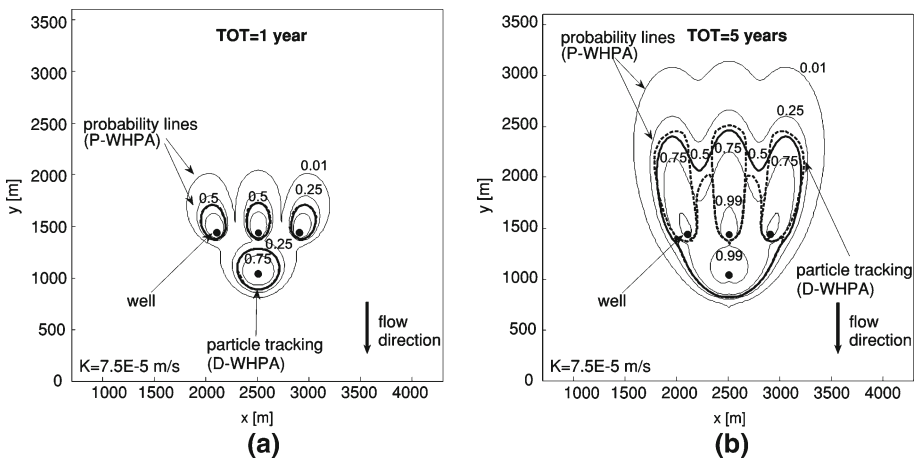 TOT=1 year
3500
3000
2500
2000
1500
1000
500
0
y [m]
probability lines
(P-WHPA)
0.01
0.5
0.5
0.25
0.25
0.75
well
particle tracking
(D-WHPA)
flow
direction
K=7.5E-5 m/s
1000
1500
2000
2500
3000
3500
4000
x [m]
(a)
TOT=5 years
3500
3000
2500
2000
1500
1000
500
0
y [m]
probability lines
(P-WHPA)
0.01
0.25
0.75
0.5
0.75
0.5
0.75
0.99
0.99
well
particle tracking
(D-WHPA)
flow
direction
K=7.5E-5 m/s
1000
1500
2000
2500
3000
3500
4000
x [m]
(b)